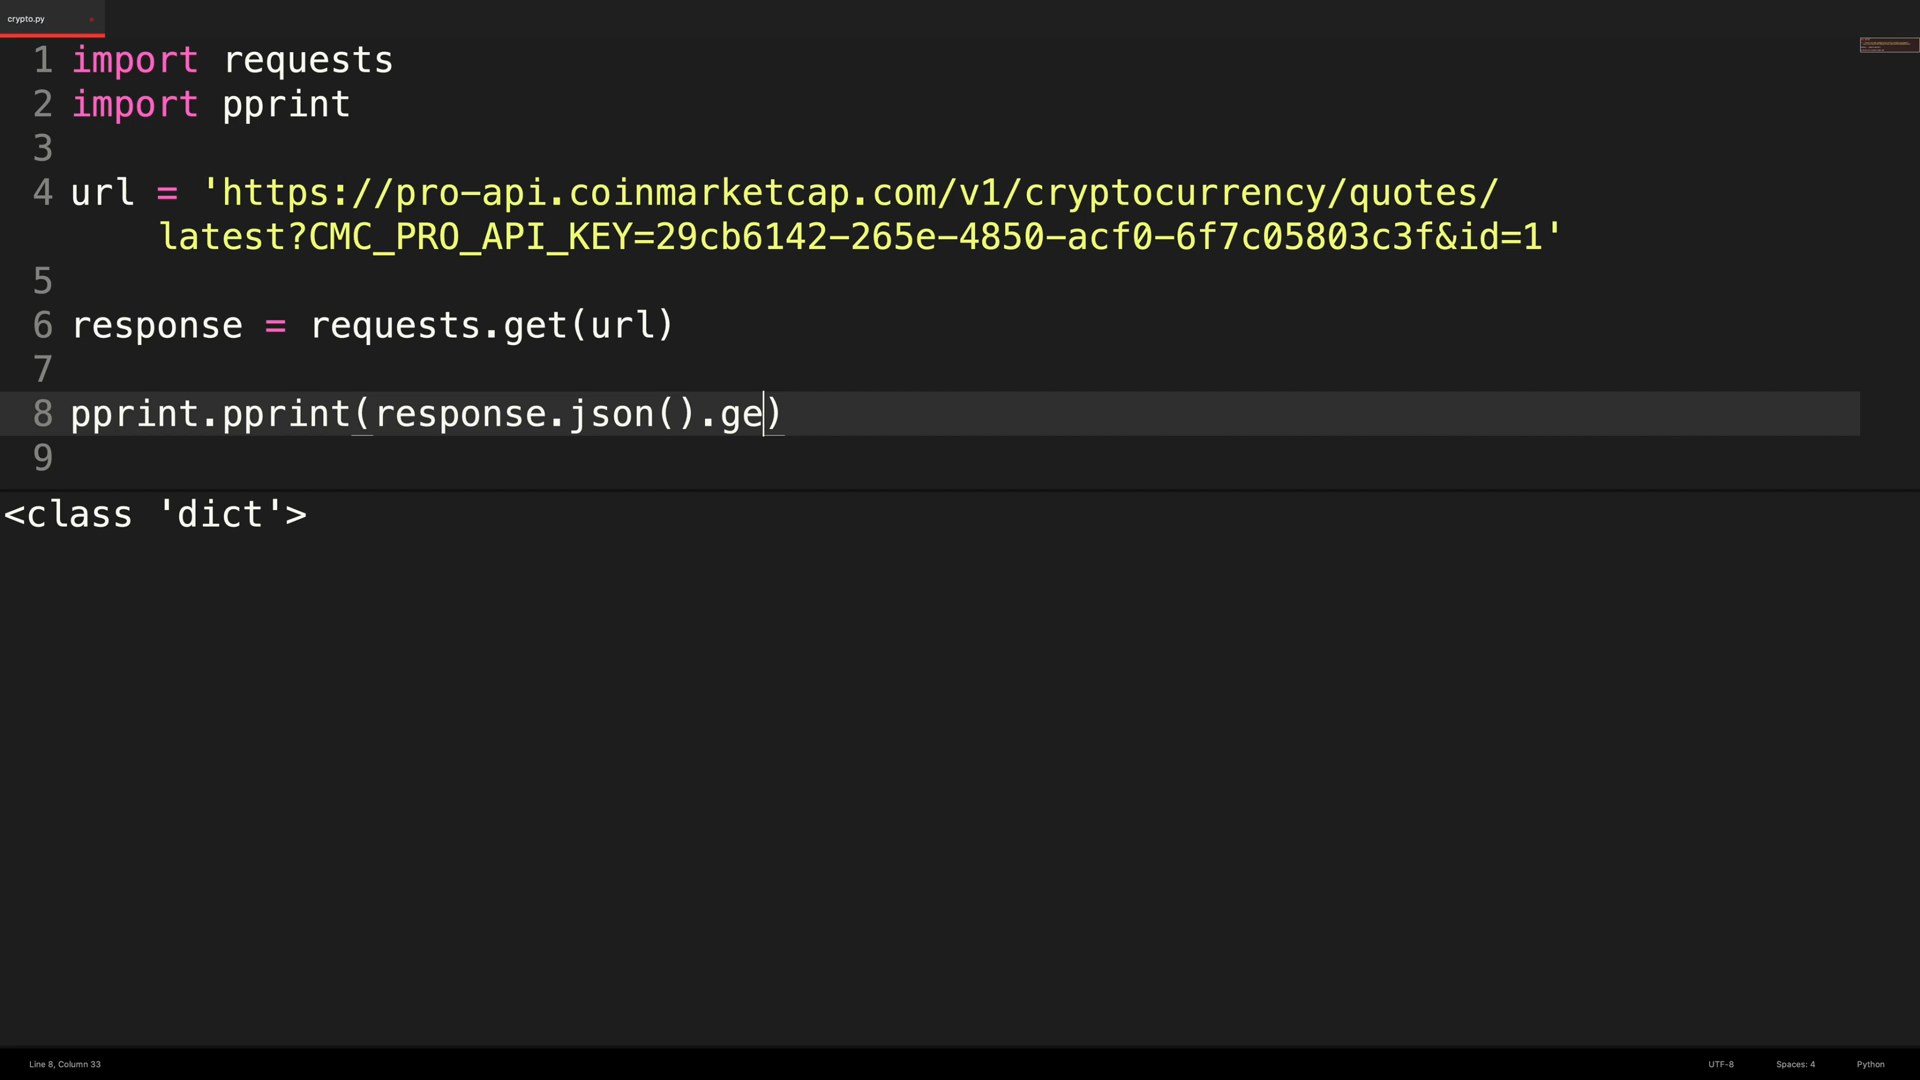 crypto.py
1 import requests
2 import pprint
3
4 url = 'https://pro-api.coinmarketcap.com/v1/cryptocurrency/quotes/
latest?CMC_PRO_API_KEY=29cb6142-265e-4850-acf0-6f7c05803c3f&id=1'
5
6 response = requests.get(url)
7
8 pprint.pprint(response.json().ge)
9
<class 'dict'>
Line 8, Column 33 UTF-8 Spaces: 4 Python